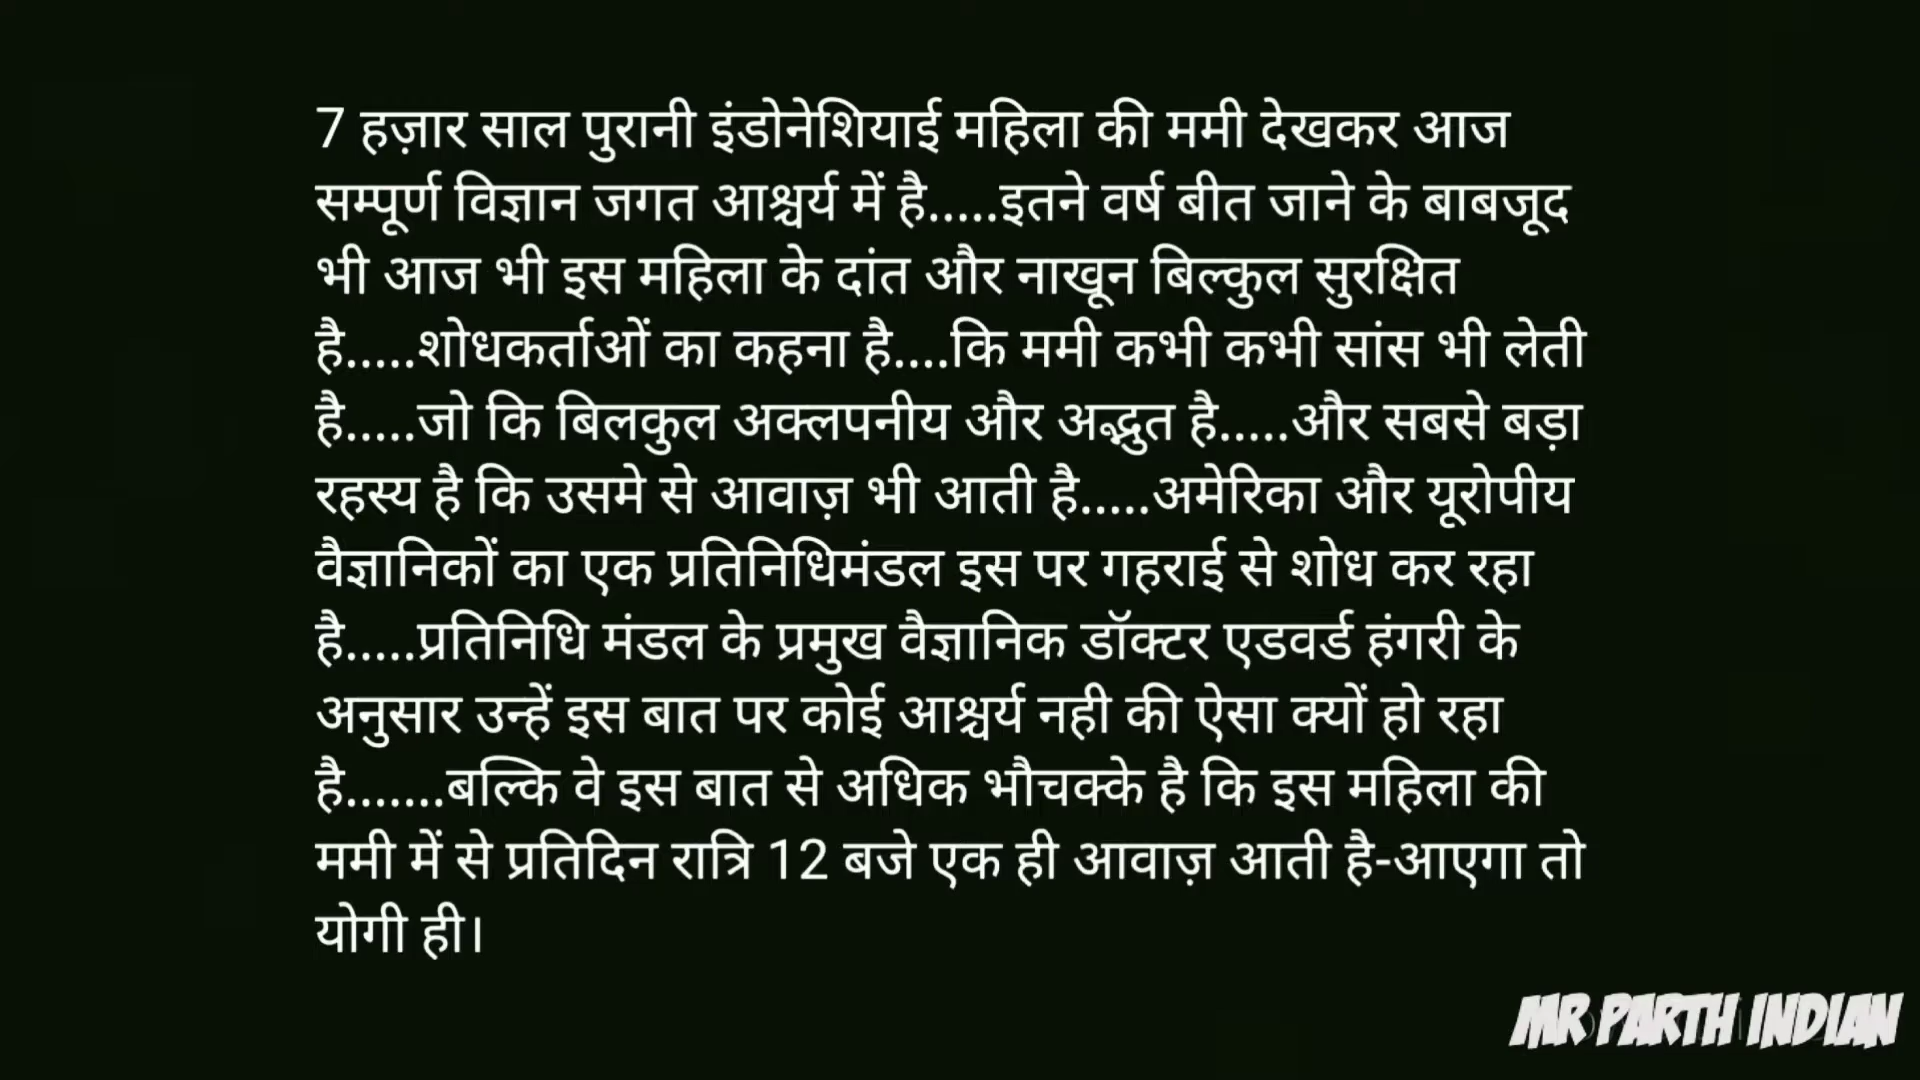 7 हज़ार साल पुरानी इंडोनेशियाई महिला की ममी देखकर आज
सम्पूर्ण विज्ञान जगत आश्चर्य में है.....इतने वर्ष बीत जाने के बाबजूद
भी आज भी इस महिला के दांत और नाखून बिल्कुल सुरक्षित
है.....शोधकर्ताओं का कहना है....कि ममी कभी कभी सांस भी लेती
है.....जो कि बिलकुल अक्लपनीय और अद्भुत है.....और सबसे बड़ा
रहस्य है कि उसमे से आवाज़ भी आती है.....अमेरिका और यूरोपीय
वैज्ञानिकों का एक प्रतिनिधिमंडल इस पर गहराई से शोध कर रहा
है.....प्रतिनिधि मंडल के प्रमुख वैज्ञानिक डॉक्टर एडवर्ड हंगरी के
अनुसार उन्हें इस बात पर कोई आश्चर्य नही की ऐसा क्यों हो रहा
है.......बल्कि वे इस बात से अधिक भौचक्के है कि इस महिला की
ममी में से प्रतिदिन रात्रि 12 बजे एक ही आवाज़ आती है-आएगा तो
योगी ही।
MR PARTH INDIAN